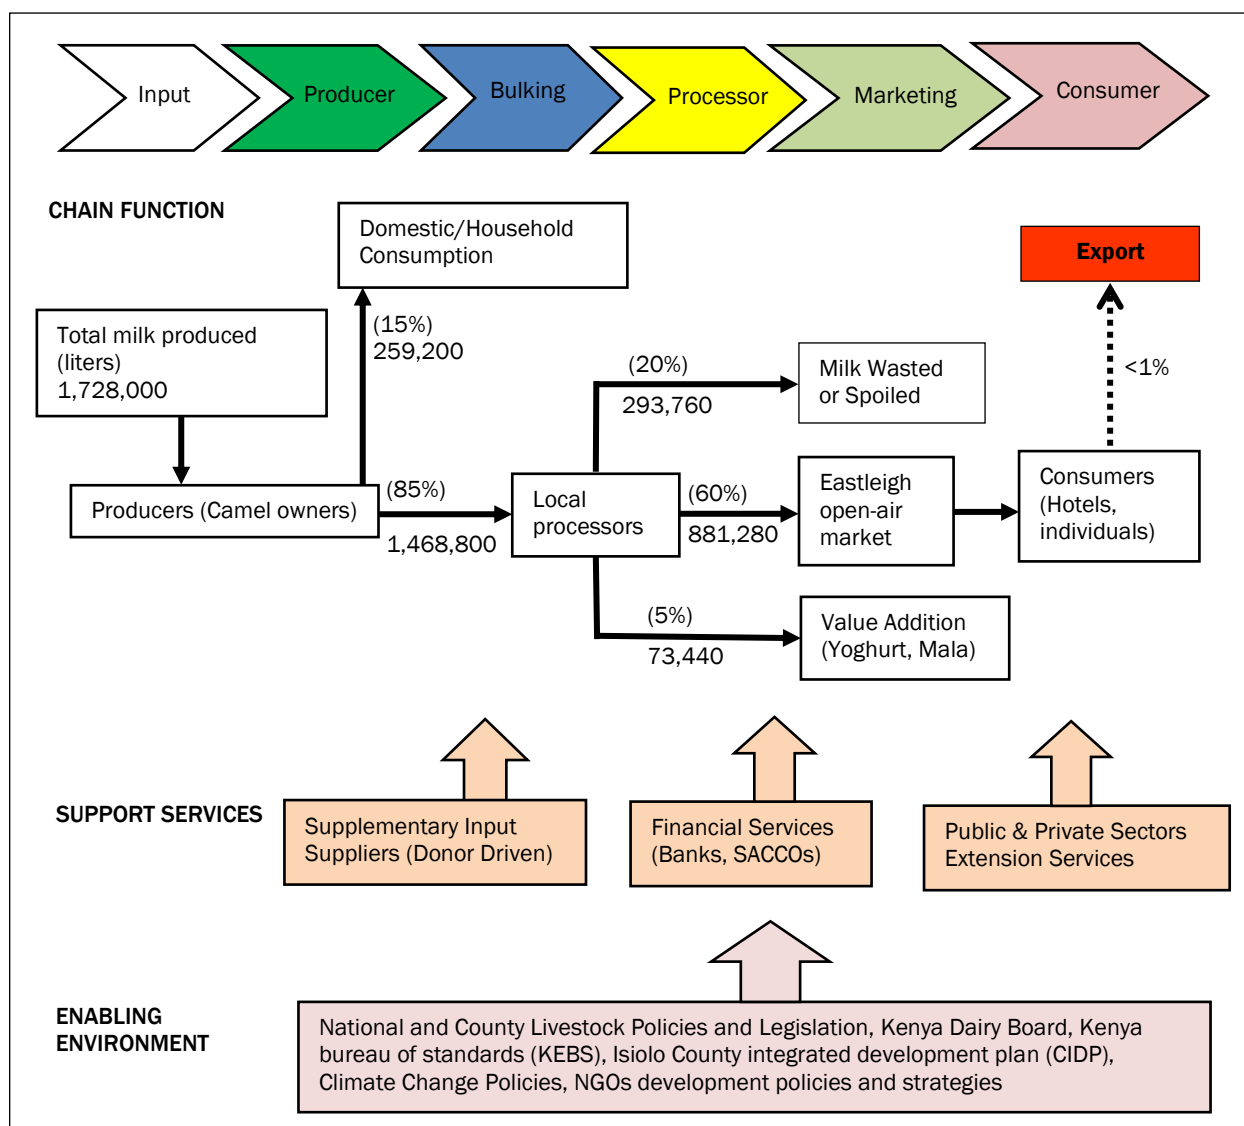 Input
Producer
Bulking
Processor
Marketing
Consumer
CHAIN FUNCTION
Domestic/Household
Consumption
Export
Total milk produced
(liters)
1,728,000
(15%)
259,200
(20%)
293,760
Milk Wasted
or Spoiled
<1%
Producers (Camel owners)
(85%)
1,468,800
Local
processors
(60%)
881,280
Eastleigh
open-air
market
Consumers
(Hotels,
individuals)
(5%)
73,440
Value Addition
(Yoghurt, Mala)
SUPPORT SERVICES
Supplementary Input
Suppliers (Donor Driven)
Financial Services
(Banks, SACCOs)
Public & Private Sectors
Extension Services
ENABLING
ENVIRONMENT
National and County Livestock Policies and Legislation, Kenya Dairy Board, Kenya
bureau of standards (KEBS), Isiolo County integrated development plan (CIDP),
Climate Change Policies, NGOs development policies and strategies